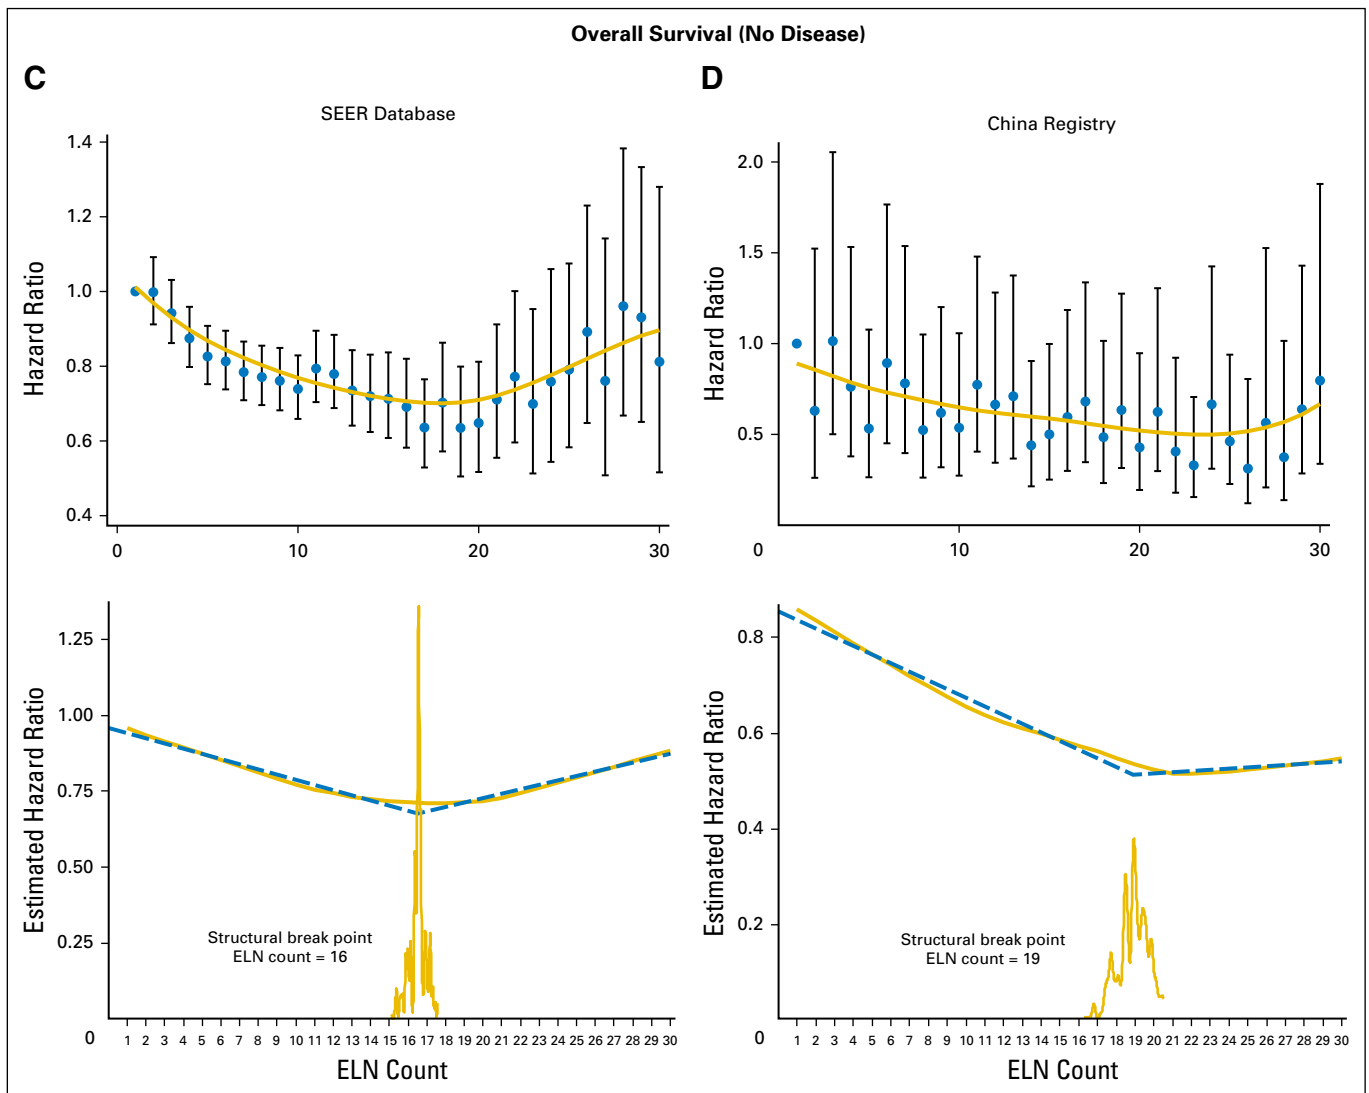 Overall Survival (No Disease)
C
SEER Database
Hazard Ratio
1.4
1.2
1.0
0.8
0.6
0.4
0 10 20 30
D
China Registry
Hazard Ratio
2.0
1.5
1.0
0.5
0 10 20 30
Estimated Hazard Ratio
1.25
1.00
0.75
0.50
0.25
Structural break point
ELN count = 16
0 1 2 3 4 5 6 7 8 9 10 11 12 13 14 15 16 17 18 19 20 21 22 23 24 25 26 27 28 29 30
ELN Count
Estimated Hazard Ratio
0.8
0.6
0.4
0.2
Structural break point
ELN count = 19
0 1 2 3 4 5 6 7 8 9 10 11 12 13 14 15 16 17 18 19 20 21 22 23 24 25 26 27 28 29 30
ELN Count